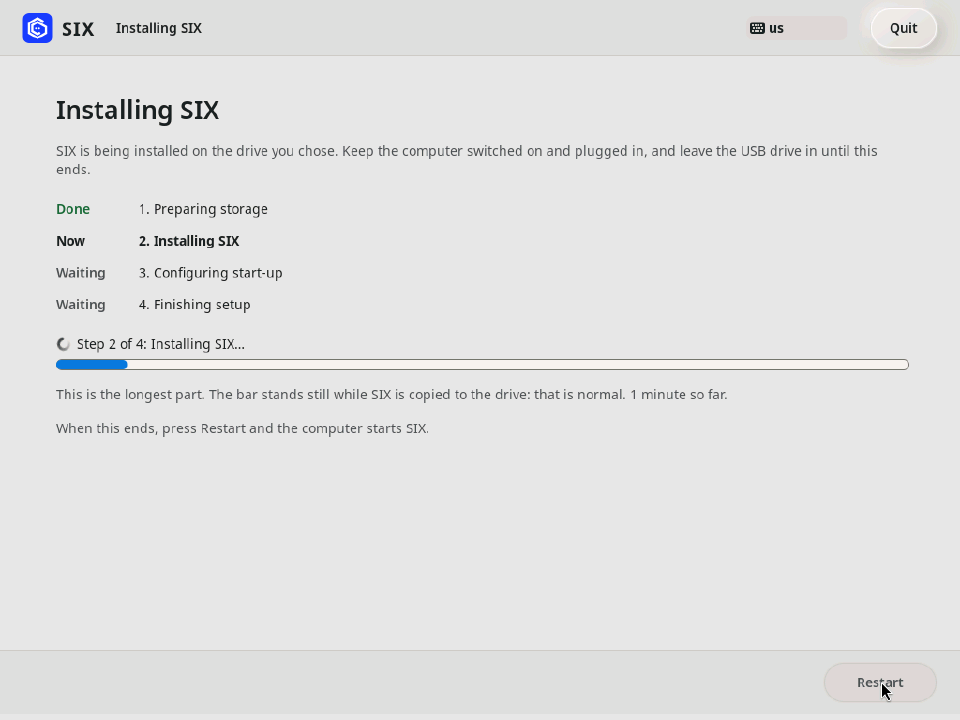 SIX Installing SIX us Quit
Installing SIX
SIX is being installed on the drive you chose. Keep the computer switched on and plugged in, and leave the USB drive in until this
ends.
Done 1. Preparing storage
Now 2. Installing SIX
Waiting 3. Configuring start-up
Waiting 4. Finishing setup
Step 2 of 4: Installing SIX...
This is the longest part. The bar stands still while SIX is copied to the drive: that is normal. 1 minute so far.
When this ends, press Restart and the computer starts SIX.
Restart